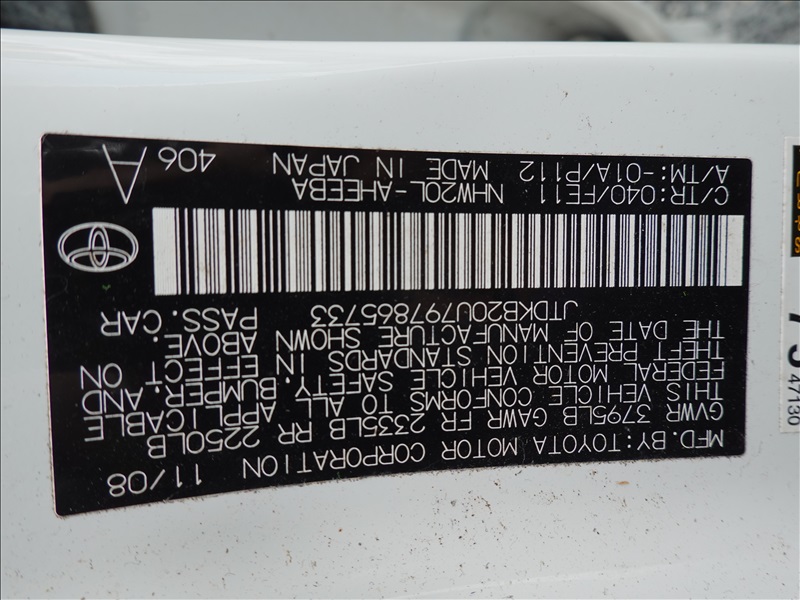 MFD. BY: TOYOTA MOTOR CORPORATION 11/08
GVWR 3795LB GAWR FR 2335LB RR 2250LB
THIS VEHICLE CONFORMS TO ALL APPLICABLE
FEDERAL MOTOR VEHICLE SAFETY, BUMPER, AND
THEFT PREVENTION STANDARDS IN EFFECT ON
THE DATE OF MANUFACTURE SHOWN ABOVE.
JTDKB20U797865733 PASS. CAR
C/TR:040/FE11 NHW20L-AHEEBA 406
A/TM:-01A/P112 MADE IN JAPAN A
47130